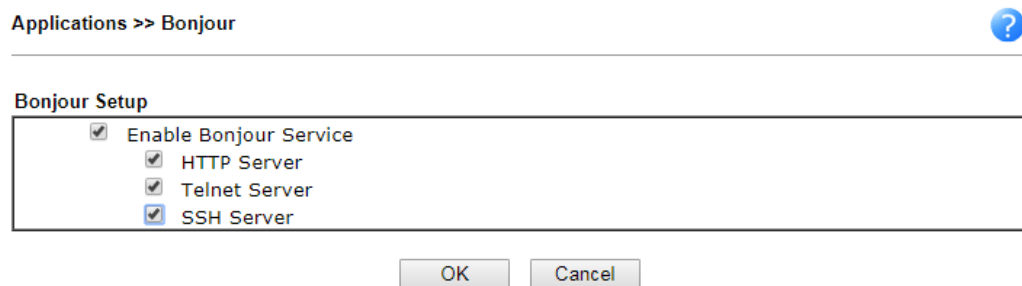 Applications >> Bonjour
?
Bonjour Setup
Enable Bonjour Service
HTTP Server
Telnet Server
SSH Server
OK Cancel